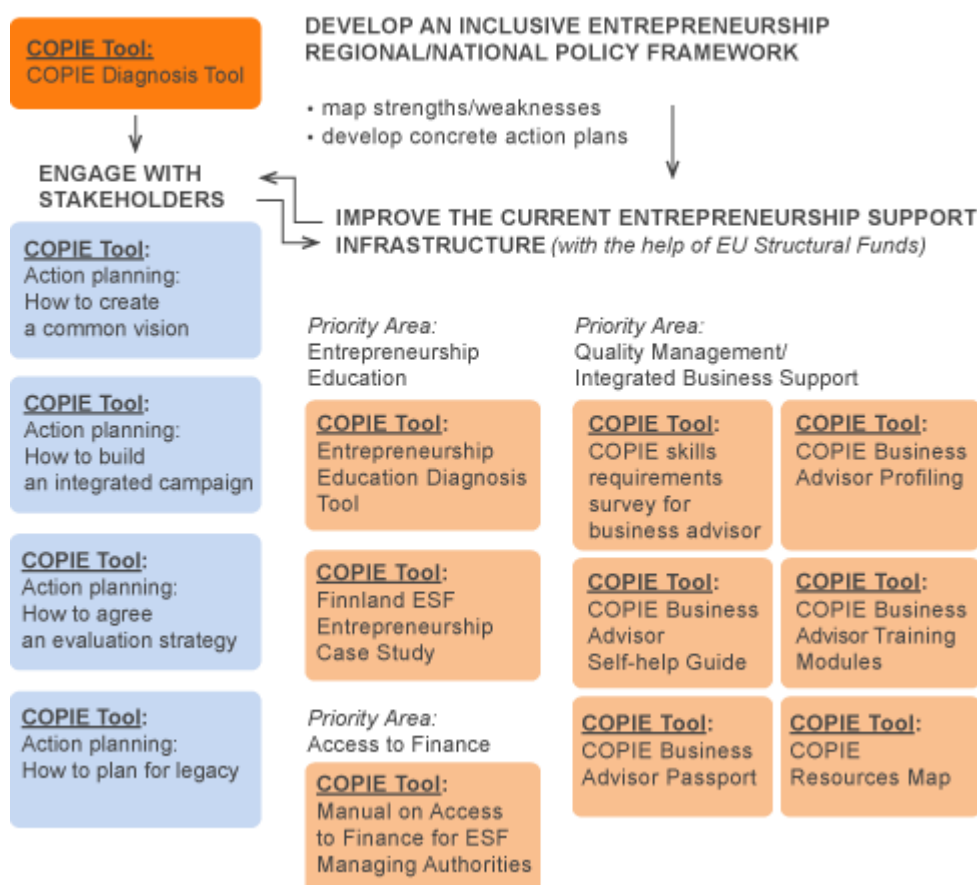 COPIE Tool:
COPIE Diagnosis Tool
DEVELOP AN INCLUSIVE ENTREPRENEURSHIP
REGIONAL/NATIONAL POLICY FRAMEWORK
• map strengths/weaknesses
• develop concrete action plans
ENGAGE WITH
STAKEHOLDERS
IMPROVE THE CURRENT ENTREPRENEURSHIP SUPPORT
INFRASTRUCTURE (with the help of EU Structural Funds)
COPIE Tool:
Action planning:
How to create
a common vision
COPIE Tool:
Action planning:
How to build
an integrated campaign
COPIE Tool:
Action planning:
How to agree
an evaluation strategy
COPIE Tool:
Action planning:
How to plan for legacy
Priority Area:
Entrepreneurship
Education
COPIE Tool:
Entrepreneurship
Education Diagnosis
Tool
COPIE Tool:
Finnland ESF
Entrepreneurship
Case Study
Priority Area:
Access to Finance
COPIE Tool:
Manual on Access
to Finance for ESF
Managing Authorities
Priority Area:
Quality Management/
Integrated Business Support
COPIE Tool:
COPIE skills
requirements
survey for
business advisor
COPIE Tool:
COPIE Business
Advisor Profiling
COPIE Tool:
COPIE Business
Advisor
Self-help Guide
COPIE Tool:
COPIE Business
Advisor Training
Modules
COPIE Tool:
COPIE Business
Advisor Passport
COPIE Tool:
COPIE
Resources Map